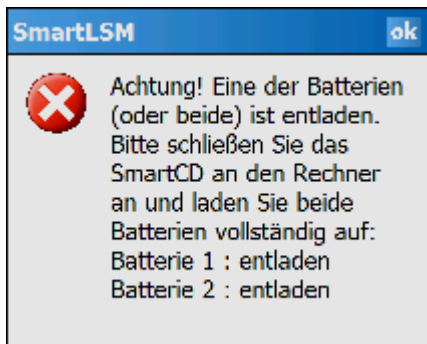 SmartLSM ok
Achtung! Eine der Batterien
(oder beide) ist entladen.
Bitte schließen Sie das
SmartCD an den Rechner
an und laden Sie beide
Batterien vollständig auf:
Batterie 1 : entladen
Batterie 2 : entladen